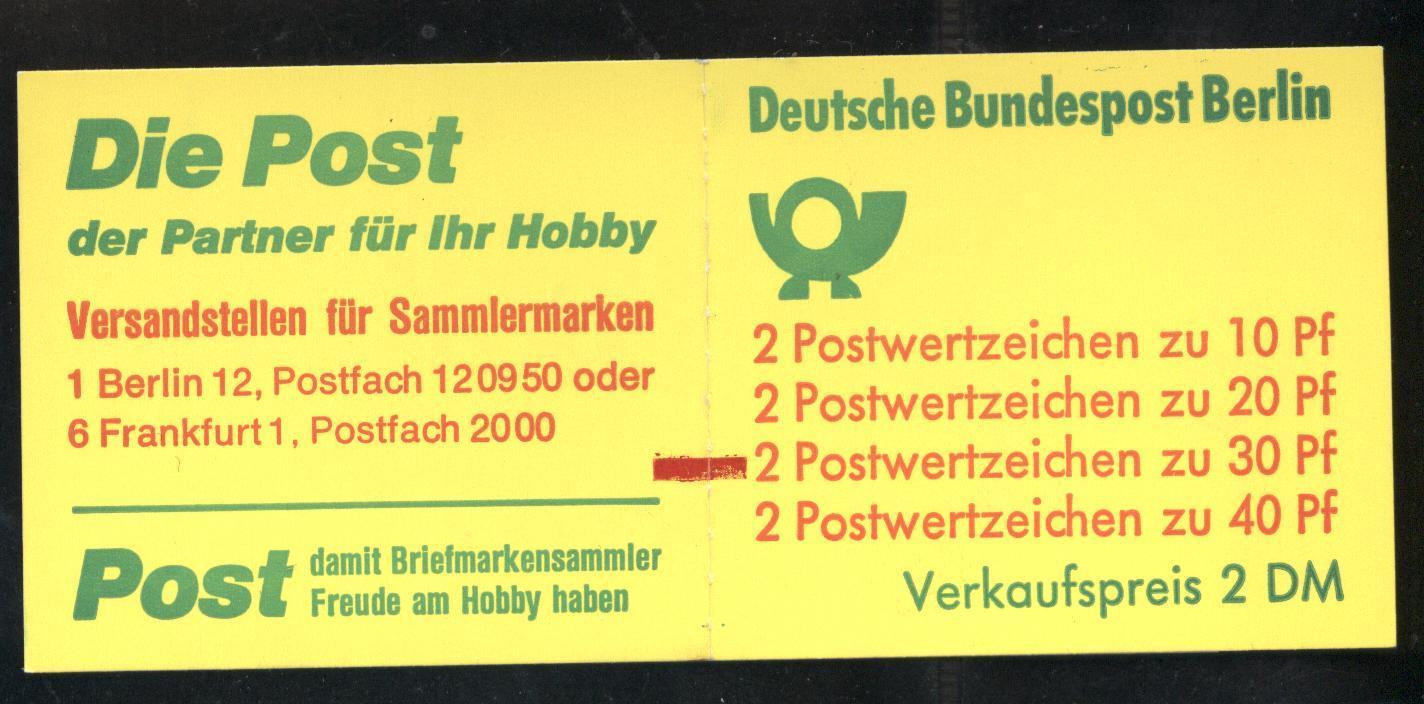 Die Post
der Partner für Ihr Hobby
Versandstellen für Sammlermarken
1 Berlin 12, Postfach 120950 oder
6 Frankfurt 1, Postfach 2000
Post
damit Briefmarkensammler
Freude am Hobby haben
Deutsche Bundespost Berlin
2 Postwertzeichen zu 10 Pf
2 Postwertzeichen zu 20 Pf
2 Postwertzeichen zu 30 Pf
2 Postwertzeichen zu 40 Pf
Verkaufspreis 2 DM